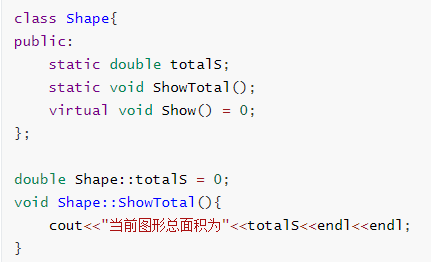 class Shape{
public:
    static double totalS;
    static void ShowTotal();
    virtual void Show() = 0;
};

double Shape::totalS = 0;
void Shape::ShowTotal(){
    cout<<"当前图形总面积为"<<totalS<<endl<<endl;
}